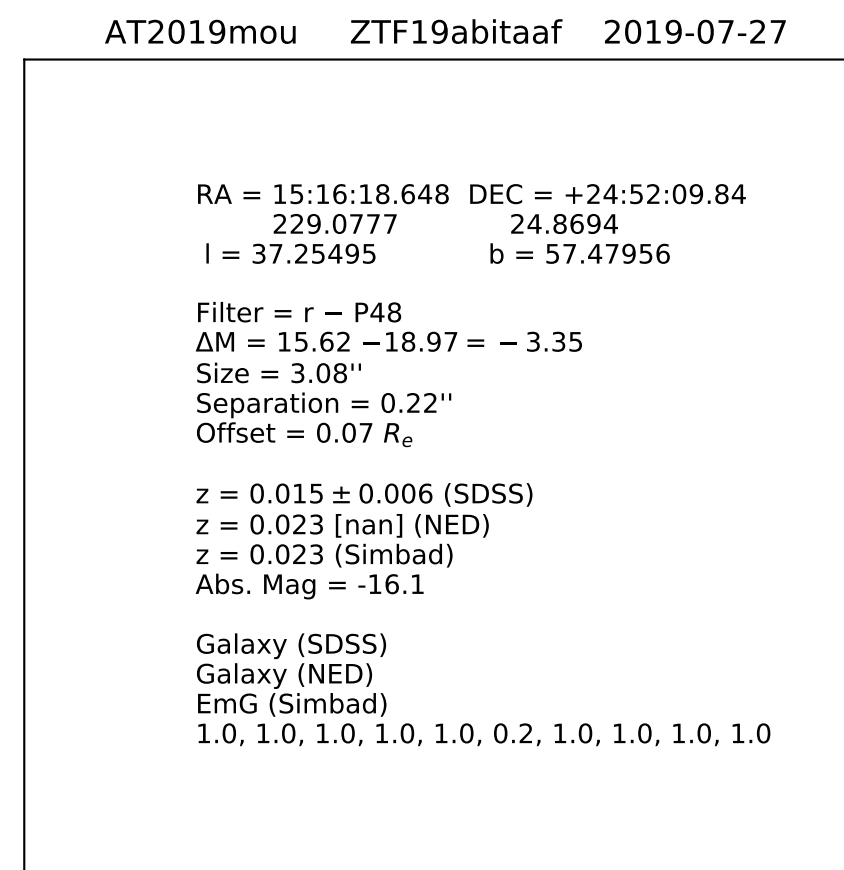 AT2019mou ZTF19abitaaf 2019-07-27
RA = 15:16:18.648 DEC = +24:52:09.84
229.0777 24.8694
l = 37.25495 b = 57.47956
Filter = r − P48
ΔM = 15.62 −18.97 = − 3.35
Size = 3.08''
Separation = 0.22''
Offset = 0.07 Rₑ
z = 0.015 ± 0.006 (SDSS)
z = 0.023 [nan] (NED)
z = 0.023 (Simbad)
Abs. Mag = -16.1
Galaxy (SDSS)
Galaxy (NED)
EmG (Simbad)
1.0, 1.0, 1.0, 1.0, 1.0, 0.2, 1.0, 1.0, 1.0, 1.0